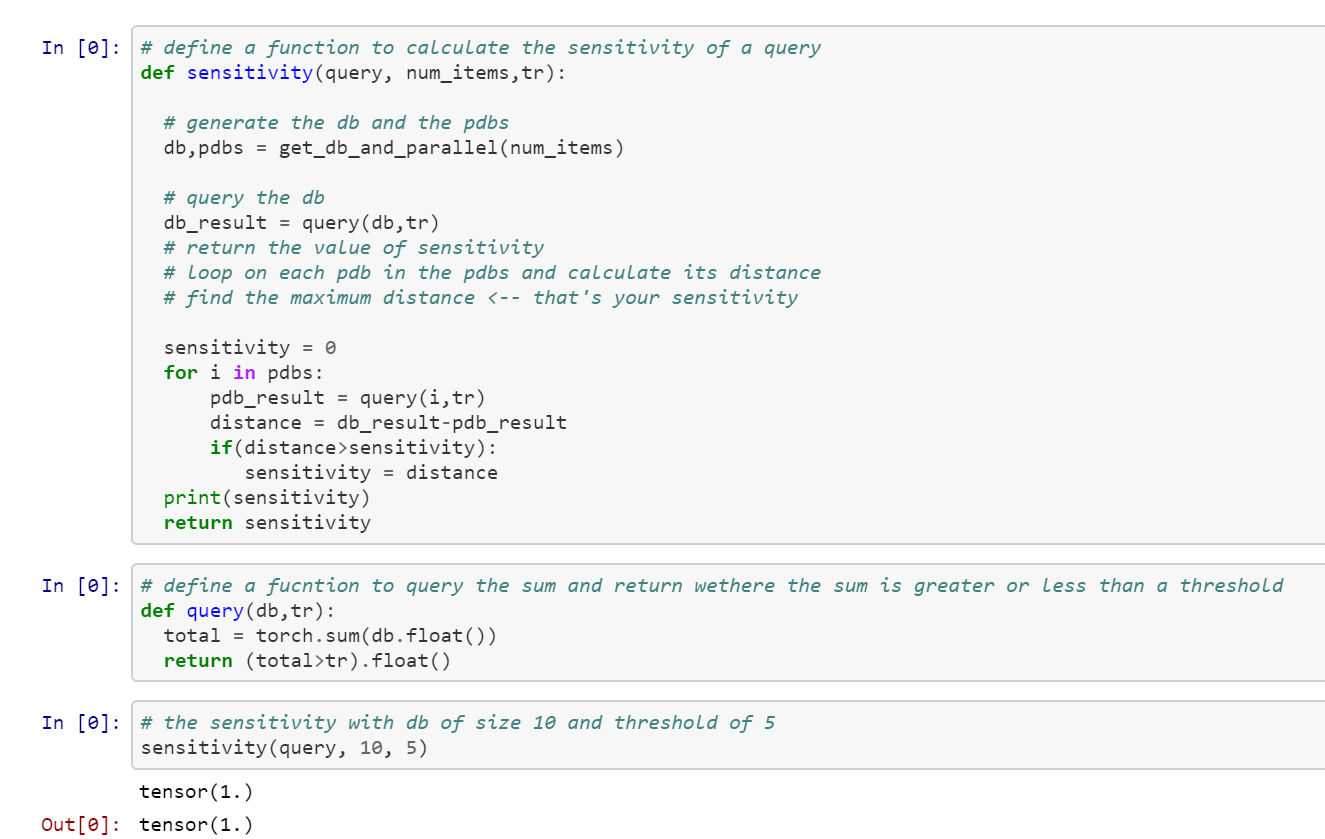 In [0]: # define a function to calculate the sensitivity of a query
def sensitivity(query, num_items,tr):

  # generate the db and the pdbs
  db,pdbs = get_db_and_parallel(num_items)

  # query the db
  db_result = query(db,tr)
  # return the value of sensitivity
  # loop on each pdb in the pdbs and calculate its distance
  # find the maximum distance <-- that's your sensitivity

  sensitivity = 0
  for i in pdbs:
      pdb_result = query(i,tr)
      distance = db_result-pdb_result
      if(distance>sensitivity):
         sensitivity = distance
  print(sensitivity)
  return sensitivity
In [0]: # define a fucntion to query the sum and return wethere the sum is greater or less than a threshold
def query(db,tr):
  total = torch.sum(db.float())
  return (total>tr).float()
In [0]: # the sensitivity with db of size 10 and threshold of 5
sensitivity(query, 10, 5)
tensor(1.)
Out[0]: tensor(1.)